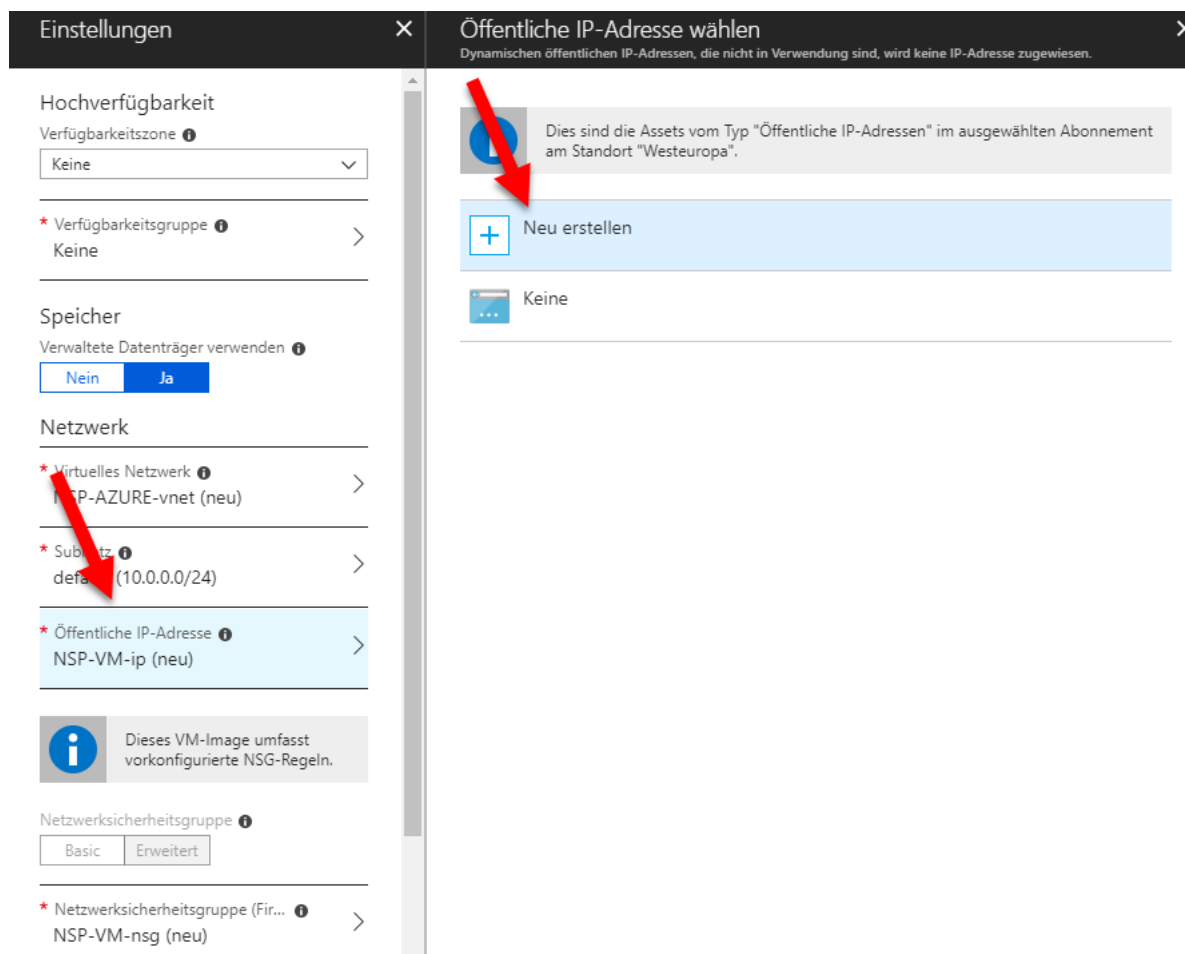 Einstellungen
Hochverfügbarkeit
Verfügbarkeitszone
Keine
* Verfügbarkeitsgruppe
Keine
Speicher
Verwaltete Datenträger verwenden
Nein Ja
Netzwerk
* Virtuelles Netzwerk
NSP-AZURE-vnet (neu)
* Subnetz
default (10.0.0.0/24)
* Öffentliche IP-Adresse
NSP-VM-ip (neu)
Dieses VM-Image umfasst
vorkonfigurierte NSG-Regeln.
Netzwerksicherheitsgruppe
Basic Erweitert
* Netzwerksicherheitsgruppe (Fir...
NSP-VM-nsg (neu)
Öffentliche IP-Adresse wählen
Dynamischen öffentlichen IP-Adressen, die nicht in Verwendung sind, wird keine IP-Adresse zugewiesen.
Dies sind die Assets vom Typ "Öffentliche IP-Adressen" im ausgewählten Abonnement
am Standort "Westeuropa".
Neu erstellen
Keine